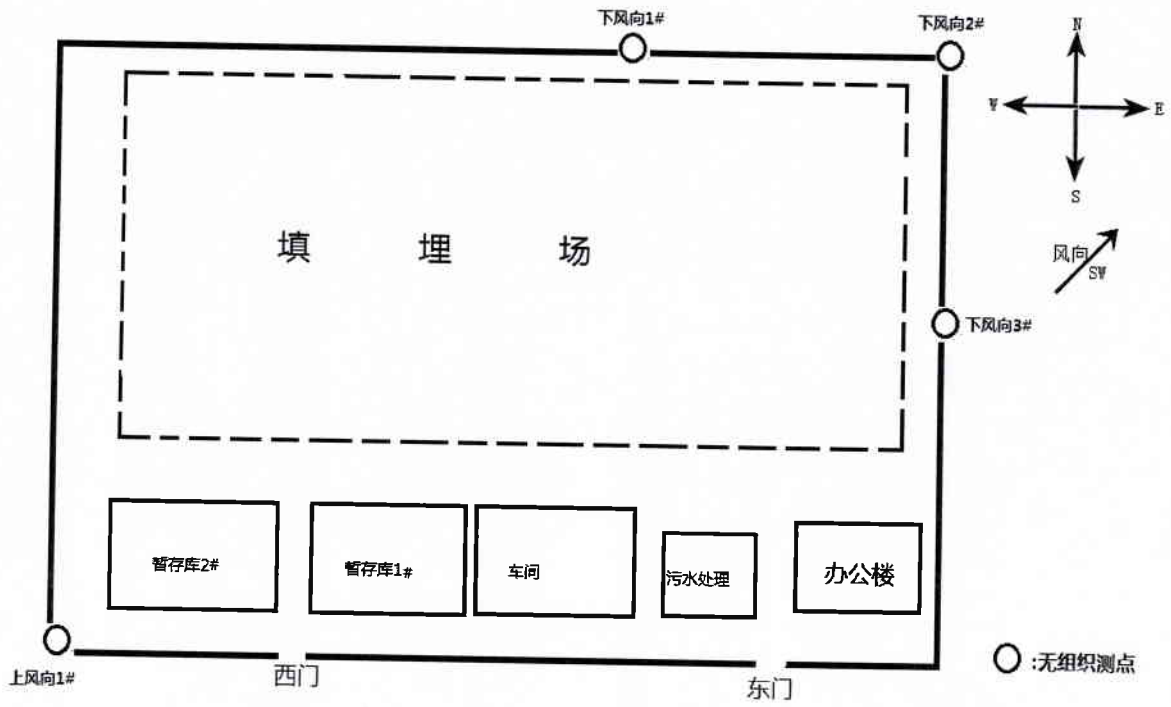 下风向1#
下风向2#
N
W
E
S
填 埋 场
风向
SW
下风向3#
暂存库2#
暂存库1#
车间
污水处理
办公楼
上风向1#
西门
东门
:无组织测点